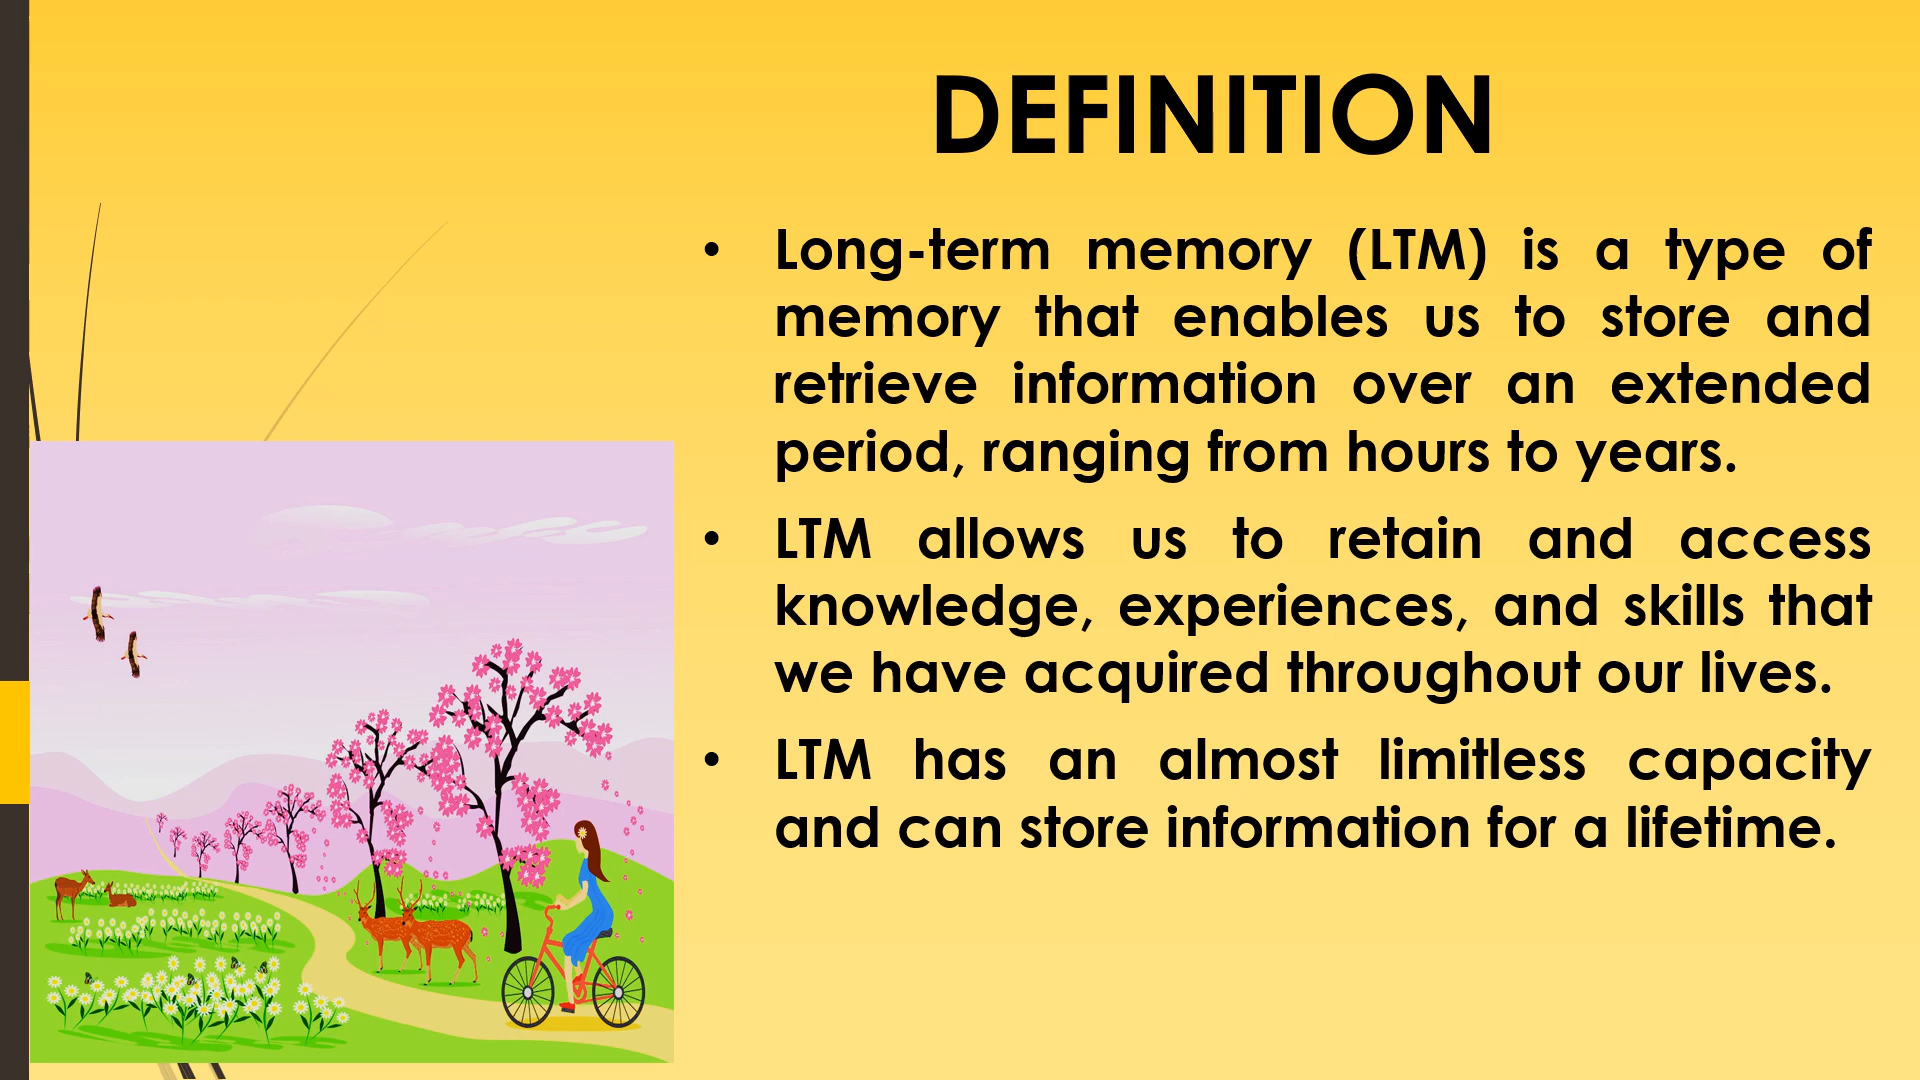 DEFINITION
• Long-term memory (LTM) is a type of
memory that enables us to store and
retrieve information over an extended
period, ranging from hours to years.
• LTM allows us to retain and access
knowledge, experiences, and skills that
we have acquired throughout our lives.
• LTM has an almost limitless capacity
and can store information for a lifetime.